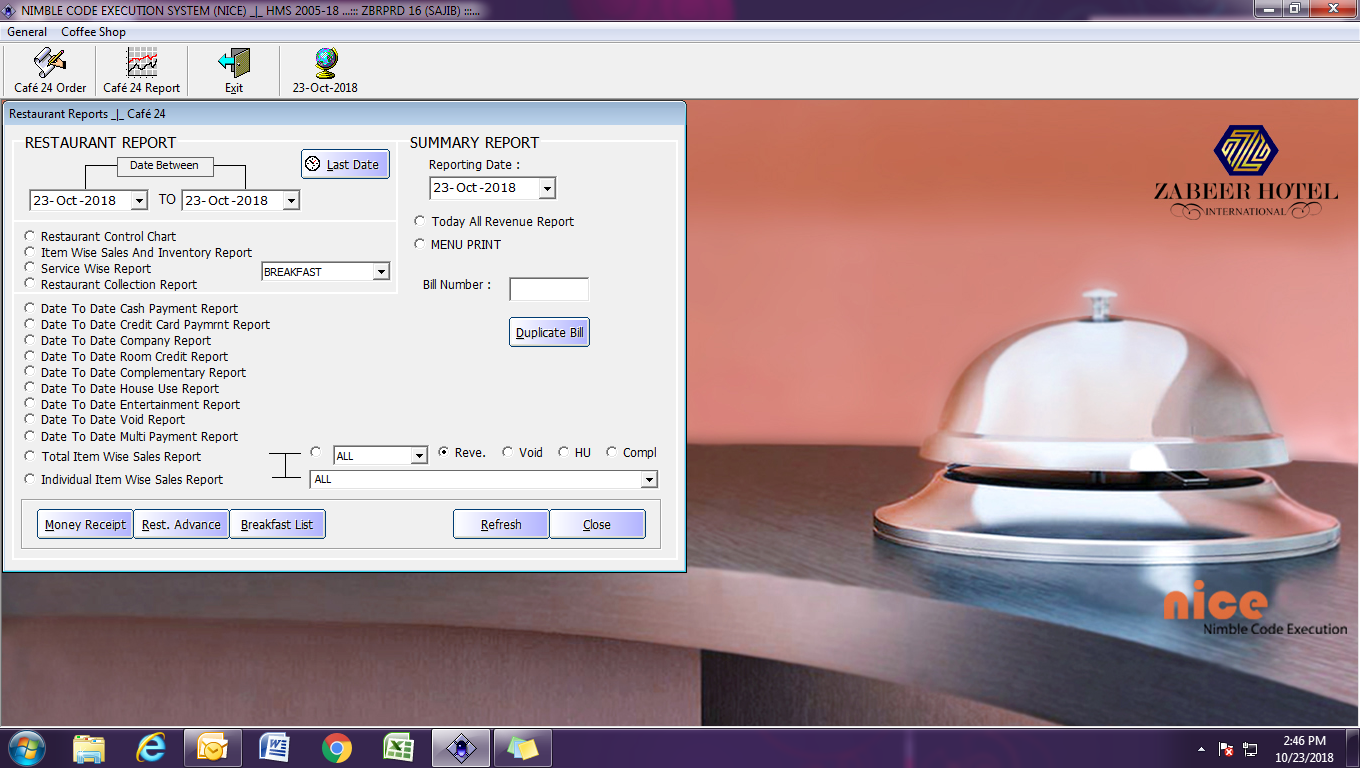 NIMBLE CODE EXECUTION SYSTEM (NICE) _|_ HMS 2005-18 ...::: ZBRPRD 16 (SAJIB) :::...
General Coffee Shop
Café 24 Order Café 24 Report Exit 23-Oct-2018
Restaurant Reports _|_ Café 24
RESTAURANT REPORT
Date Between
Last Date
23-Oct-2018 TO 23-Oct-2018
Restaurant Control Chart
Item Wise Sales And Inventory Report
Service Wise Report
BREAKFAST
Restaurant Collection Report
Date To Date Cash Payment Report
Date To Date Credit Card Paymrnt Report
Date To Date Company Report
Date To Date Room Credit Report
Date To Date Complementary Report
Date To Date House Use Report
Date To Date Entertainment Report
Date To Date Void Report
Date To Date Multi Payment Report
Total Item Wise Sales Report
ALL Reve. Void HU Compl
Individual Item Wise Sales Report
ALL
SUMMARY REPORT
Reporting Date :
23-Oct-2018
Today All Revenue Report
MENU PRINT
Bill Number :
Duplicate Bill
Money Receipt Rest. Advance Breakfast List Refresh Close
ZABEER HOTEL
INTERNATIONAL
nice
Nimble Code Execution
2:46 PM
10/23/2018